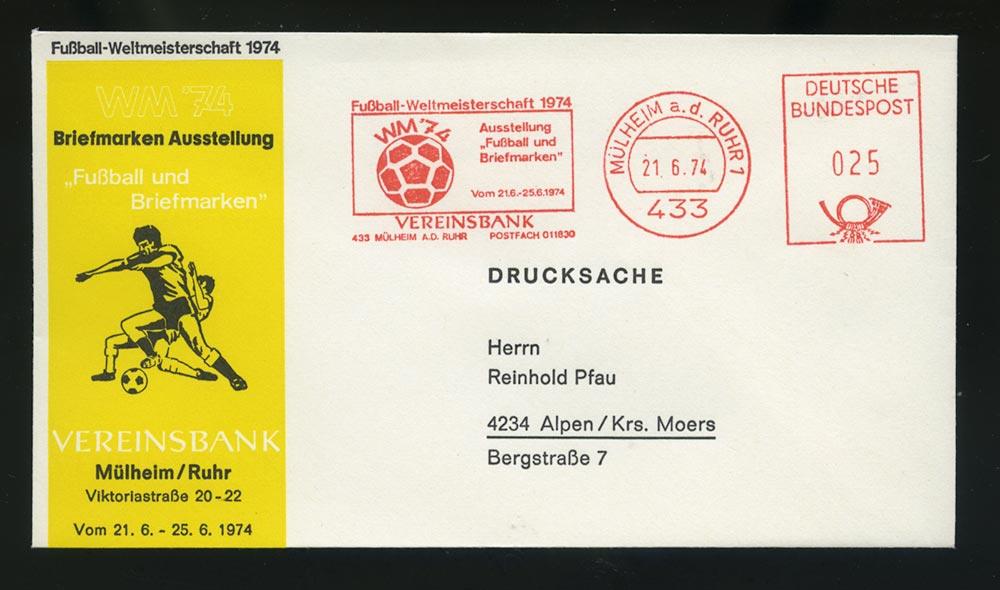 Fußball-Weltmeisterschaft 1974
WM '74
Briefmarken Ausstellung
„Fußball und
Briefmarken”
VEREINSBANK
Mülheim/Ruhr
Viktoriastraße 20-22
Vom 21. 6. - 25. 6. 1974
Fußball-Weltmeisterschaft 1974
WM '74
Ausstellung
„Fußball und
Briefmarken”
Vom 21.6.-25.6.1974
VEREINSBANK
433 MÜLHEIM A.D. RUHR POSTFACH 011830
MÜLHEIM a.d. RUHR 1
21. 6. 74
433
DEUTSCHE
BUNDESPOST
025
DRUCKSACHE
Herrn
Reinhold Pfau
4234 Alpen/Krs. Moers
Bergstraße 7